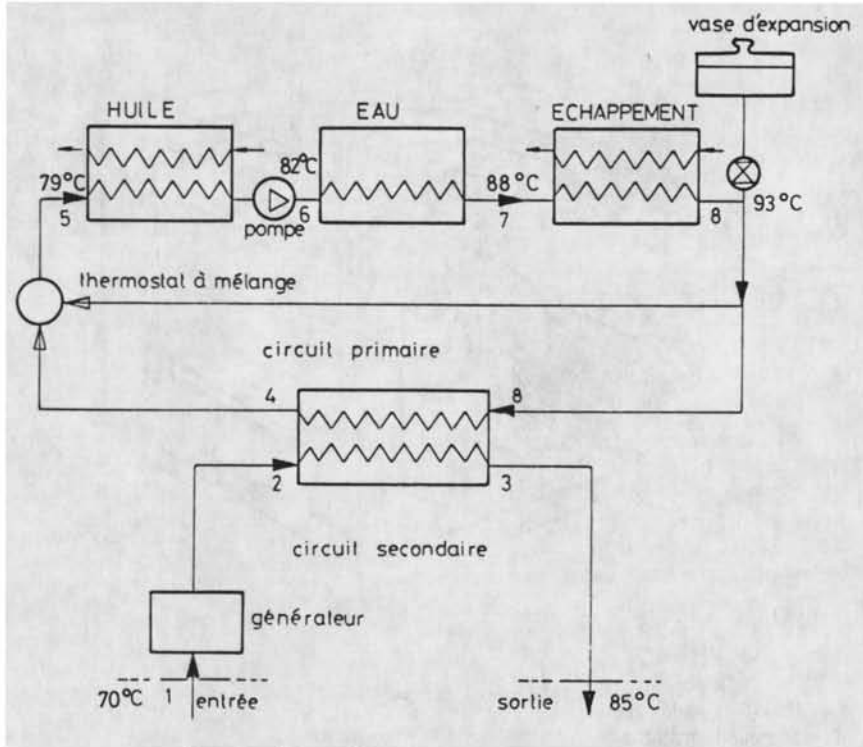 vase d'expansion
HUILE
EAU
ECHAPPEMENT
79°C
82°C
88°C
93°C
5
pompe
6
7
8
thermostat à mélange
circuit primaire
4
8
2
3
circuit secondaire
générateur
70°C
1
entrée
sortie
85°C